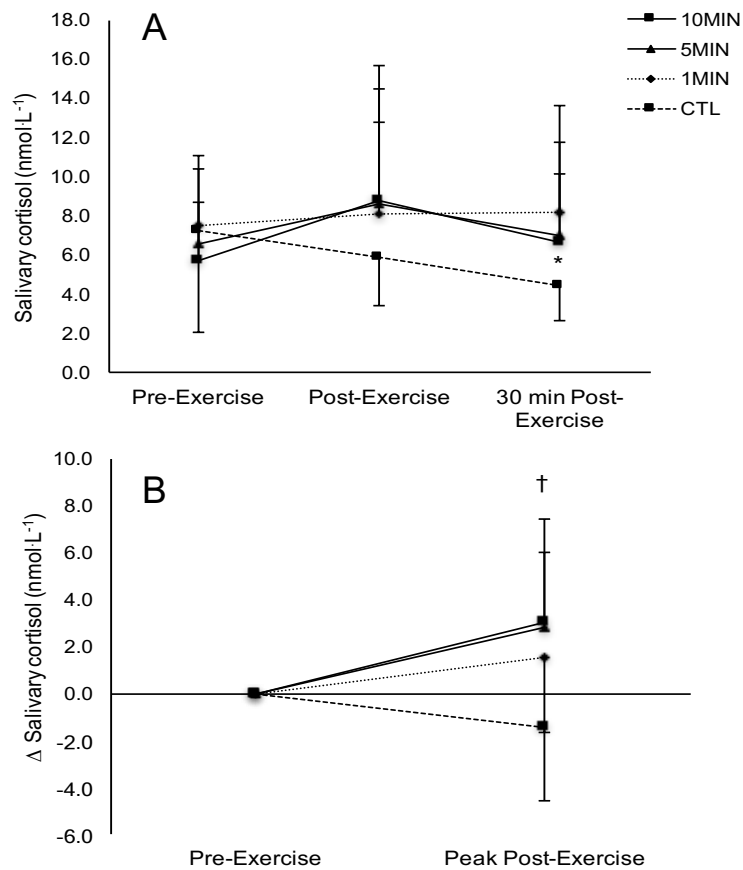 A
10MIN
5MIN
1MIN
CTL
Salivary cortisol (nmol·L⁻¹)
18.0
16.0
14.0
12.0
10.0
8.0
6.0
4.0
2.0
0.0
*
Pre-Exercise
Post-Exercise
30 min Post-
Exercise
B
Δ Salivary cortisol (nmol·L⁻¹)
10.0
8.0
6.0
4.0
2.0
0.0
-2.0
-4.0
-6.0
†
Pre-Exercise
Peak Post-Exercise